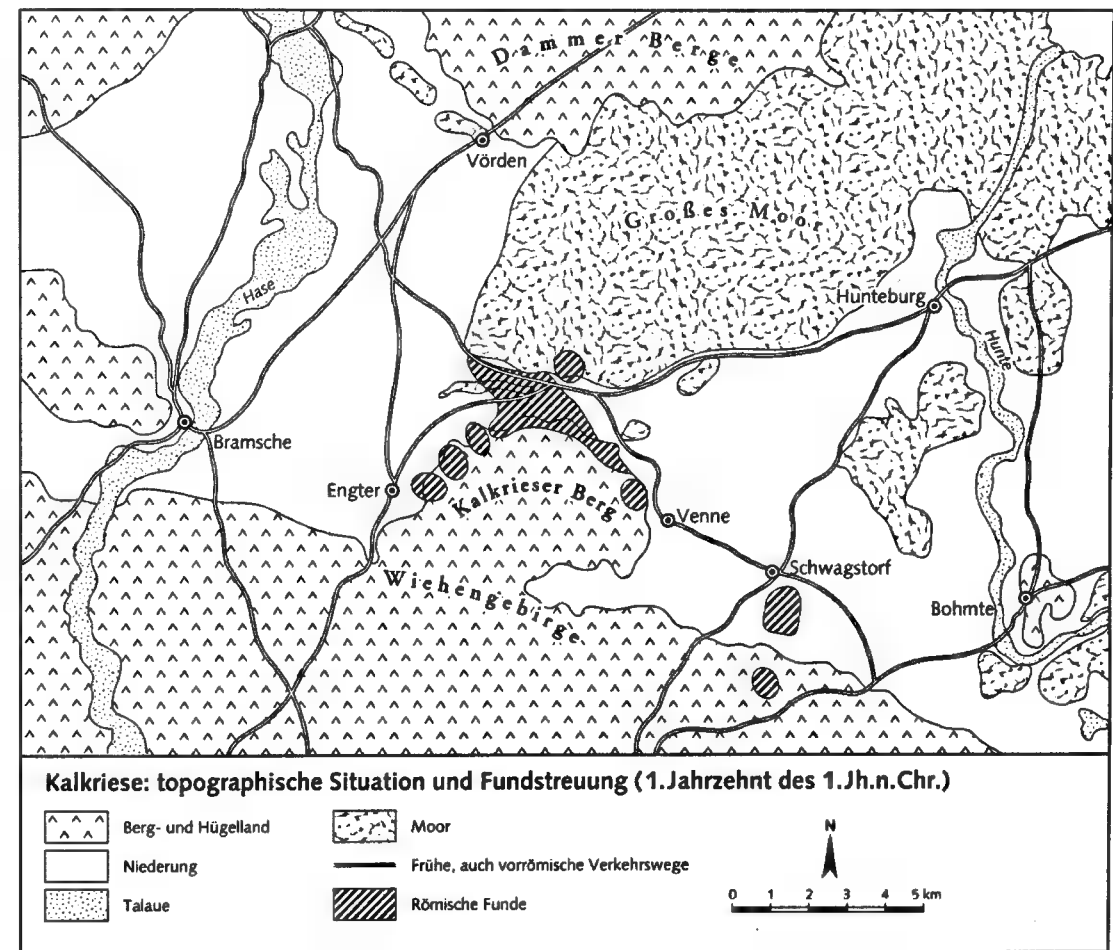 Dammer Berge
Vörden
Großes Moor
Hase
Hunteburg
Hunte
Bramsche
Engter
Kalkrieser Berg
Venne
Wiehengebirge
Schwagstorf
Bohmte
Kalkriese: topographische Situation und Fundstreuung (1.Jahrzehnt des 1.Jh.n.Chr.)
Berg- und Hügelland
Niederung
Talaue
Moor
Frühe, auch vorrömische Verkehrswege
Römische Funde
N
0 1 2 3 4 5 km